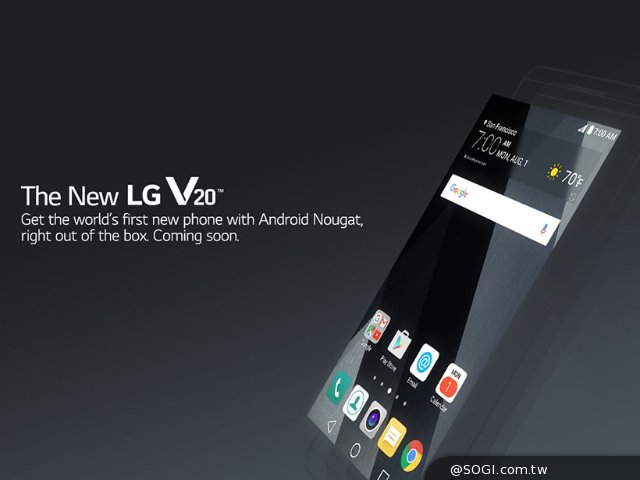 The New LG V20™
Get the world's first new phone with Android Nougat,
right out of the box. Coming soon.
San Francisco
7:00 AM
MON, AUG. 1
70°F
7:00 AM
Google
Play Store
Email
MON
1
Calendar
@SOGI.com.tw